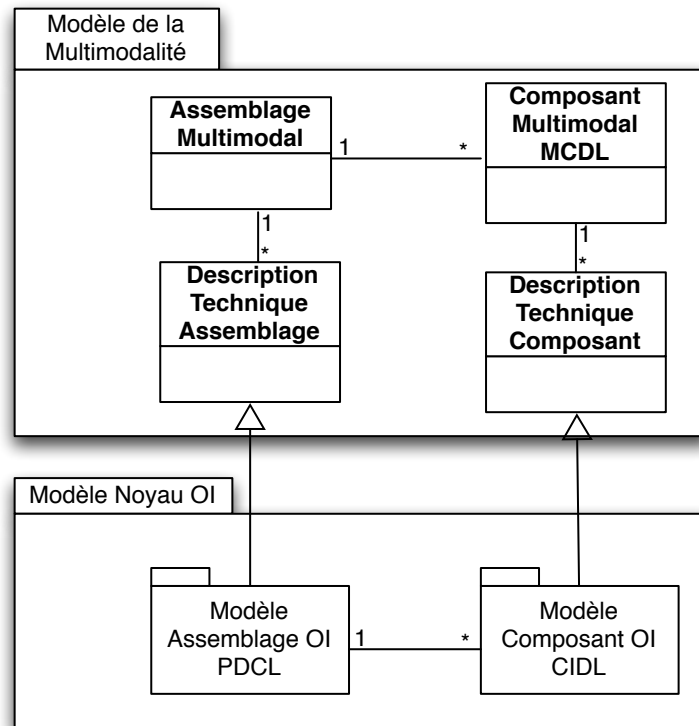 Modèle de la
Multimodalité
Assemblage
Multimodal
Composant
Multimodal
MCDL
1
*
1
*
1
*
Description
Technique
Assemblage
Description
Technique
Composant
Modèle Noyau OI
Modèle
Assemblage OI
PDCL
1
*
Modèle
Composant OI
CIDL